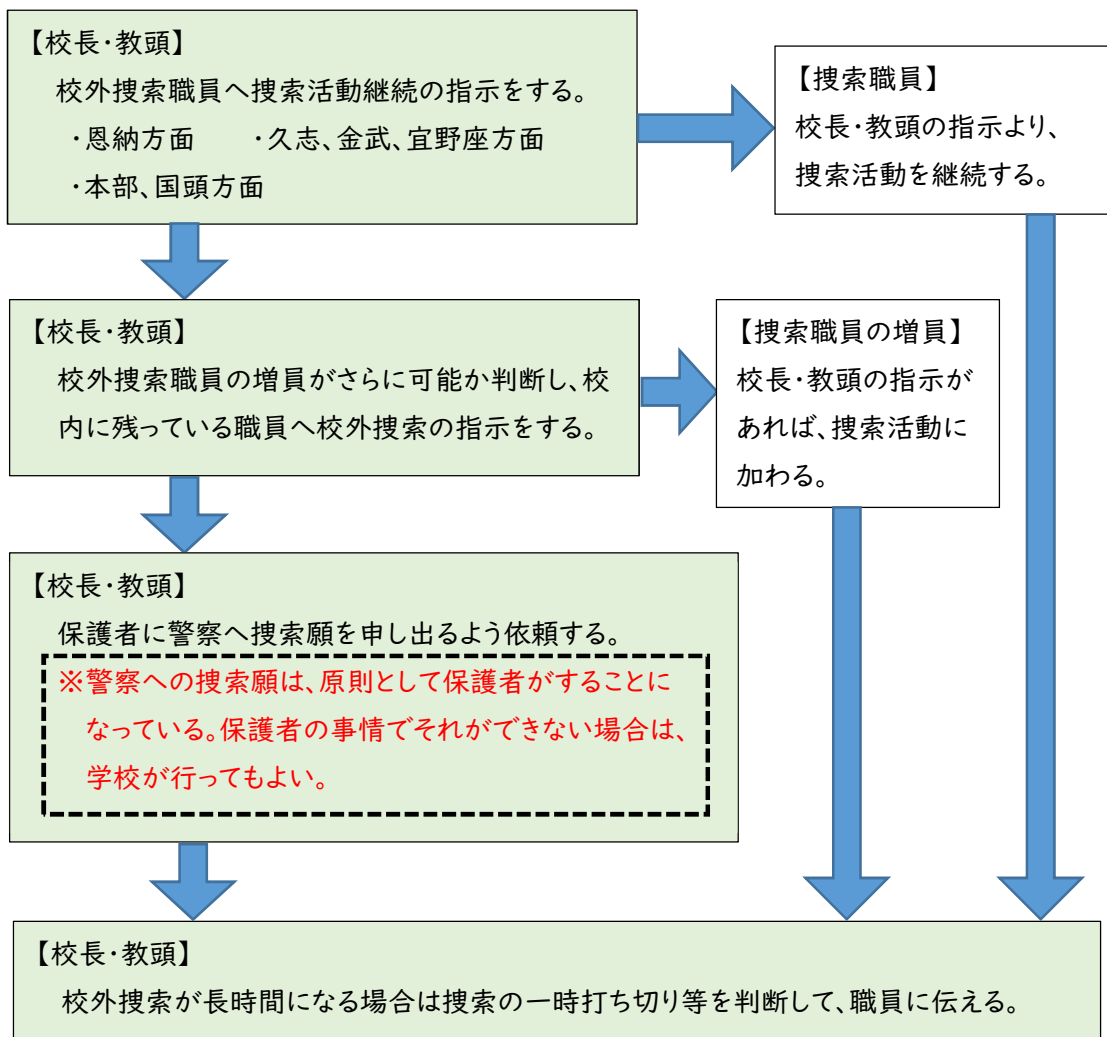 【校長・教頭】
校外捜索職員へ捜索活動継続の指示をする。
・恩納方面　・久志、金武、宜野座方面
・本部、国頭方面
【捜索職員】
校長・教頭の指示より、
捜索活動を継続する。
【校長・教頭】
校外捜索職員の増員がさらに可能か判断し、校
内に残っている職員へ校外捜索の指示をする。
【捜索職員の増員】
校長・教頭の指示が
あれば、捜索活動に
加わる。
【校長・教頭】
保護者に警察へ捜索願を申し出るよう依頼する。
※警察への捜索願は、原則として保護者がすることに
なっている。保護者の事情でそれができない場合は、
学校が行ってもよい。
【校長・教頭】
校外捜索が長時間になる場合は捜索の一時打ち切り等を判断して、職員に伝える。